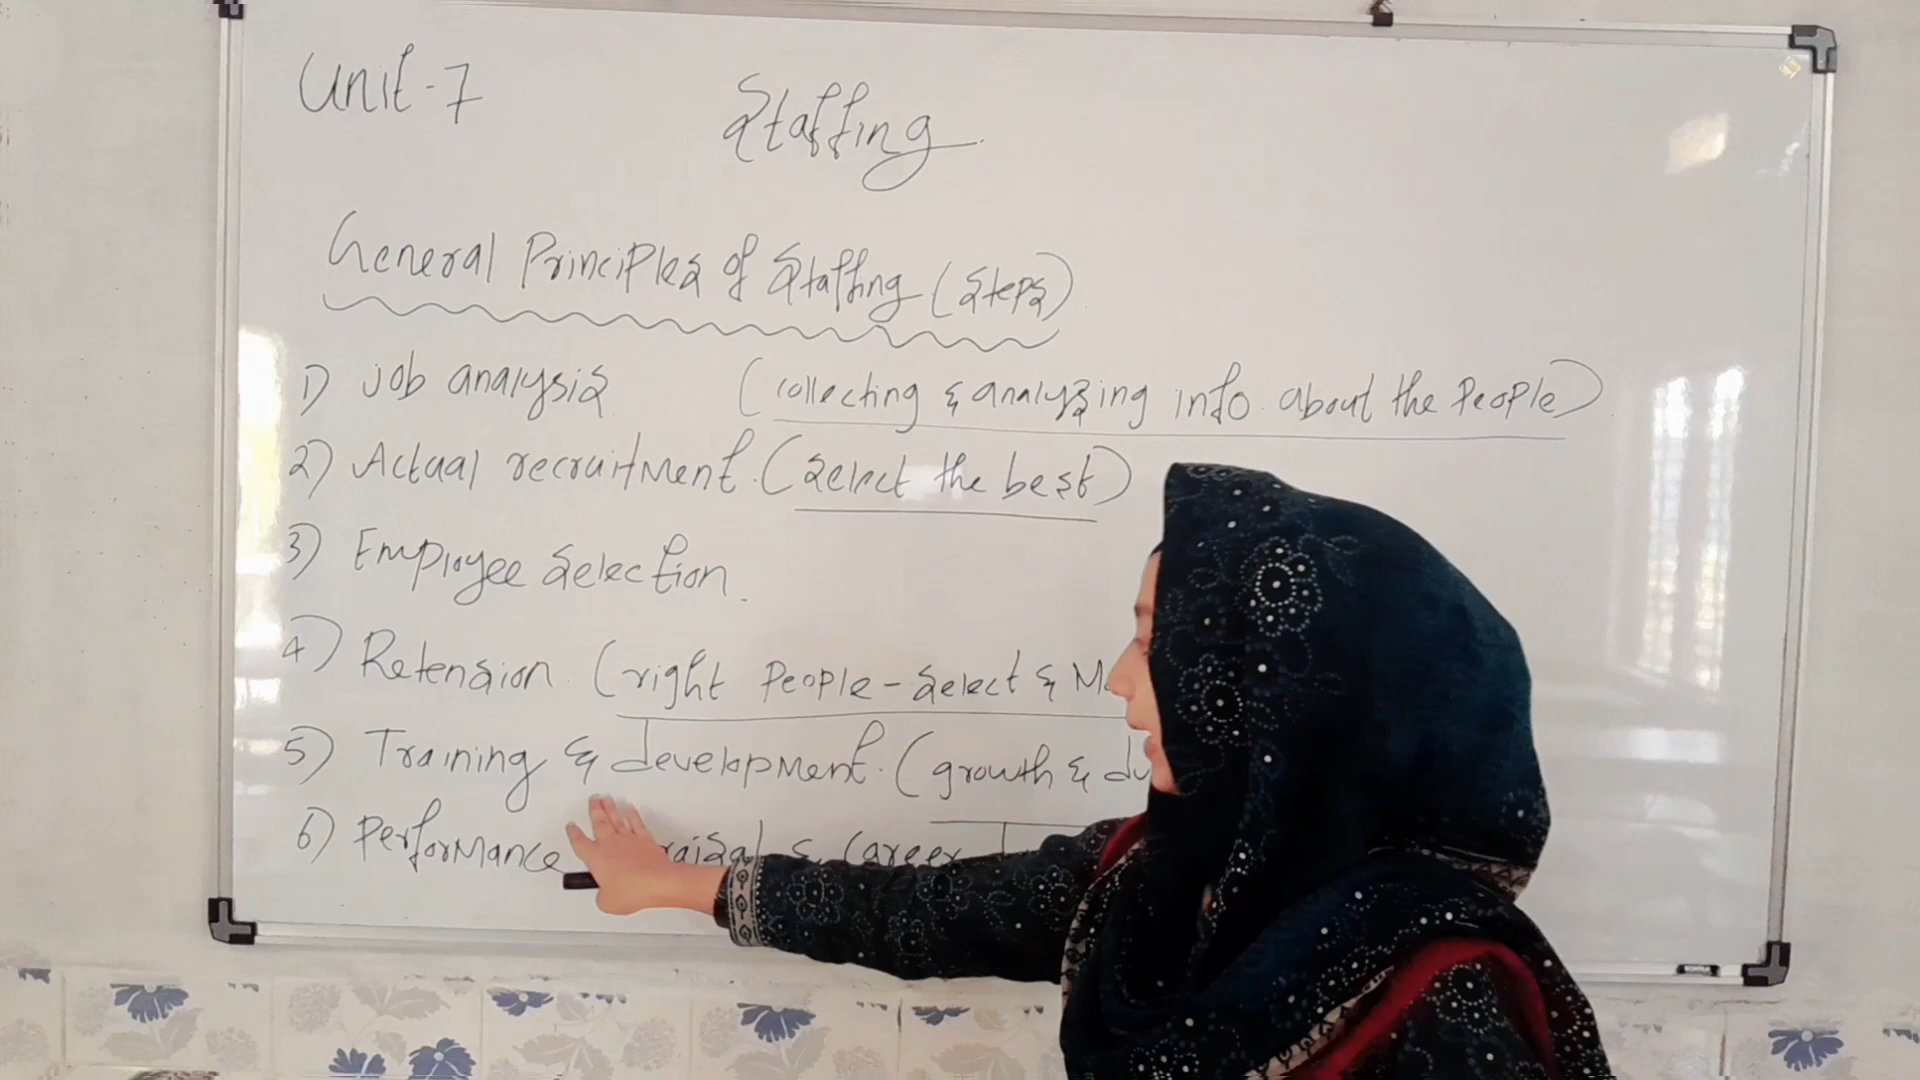 Unit-7
Staffing
General Principles of Staffing (Steps)
1) Job analysis (collecting & analyzing info about the People)
2) Actual recruitment. (Select the best)
3) Employee Selection.
4) Retension. (right People-Select &
5) Training & development. (growth &
6) Performance & Career